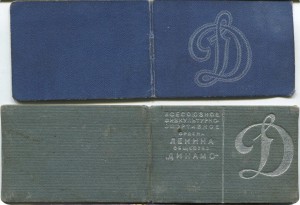 Д
ВСЕСОЮЗНОЕ
ФИЗКУЛЬТУРНО-
СПОРТИВНОЕ
ОРДЕНА
ЛЕНИНА
ОБЩЕСТВО
"ДИНАМО"
Д